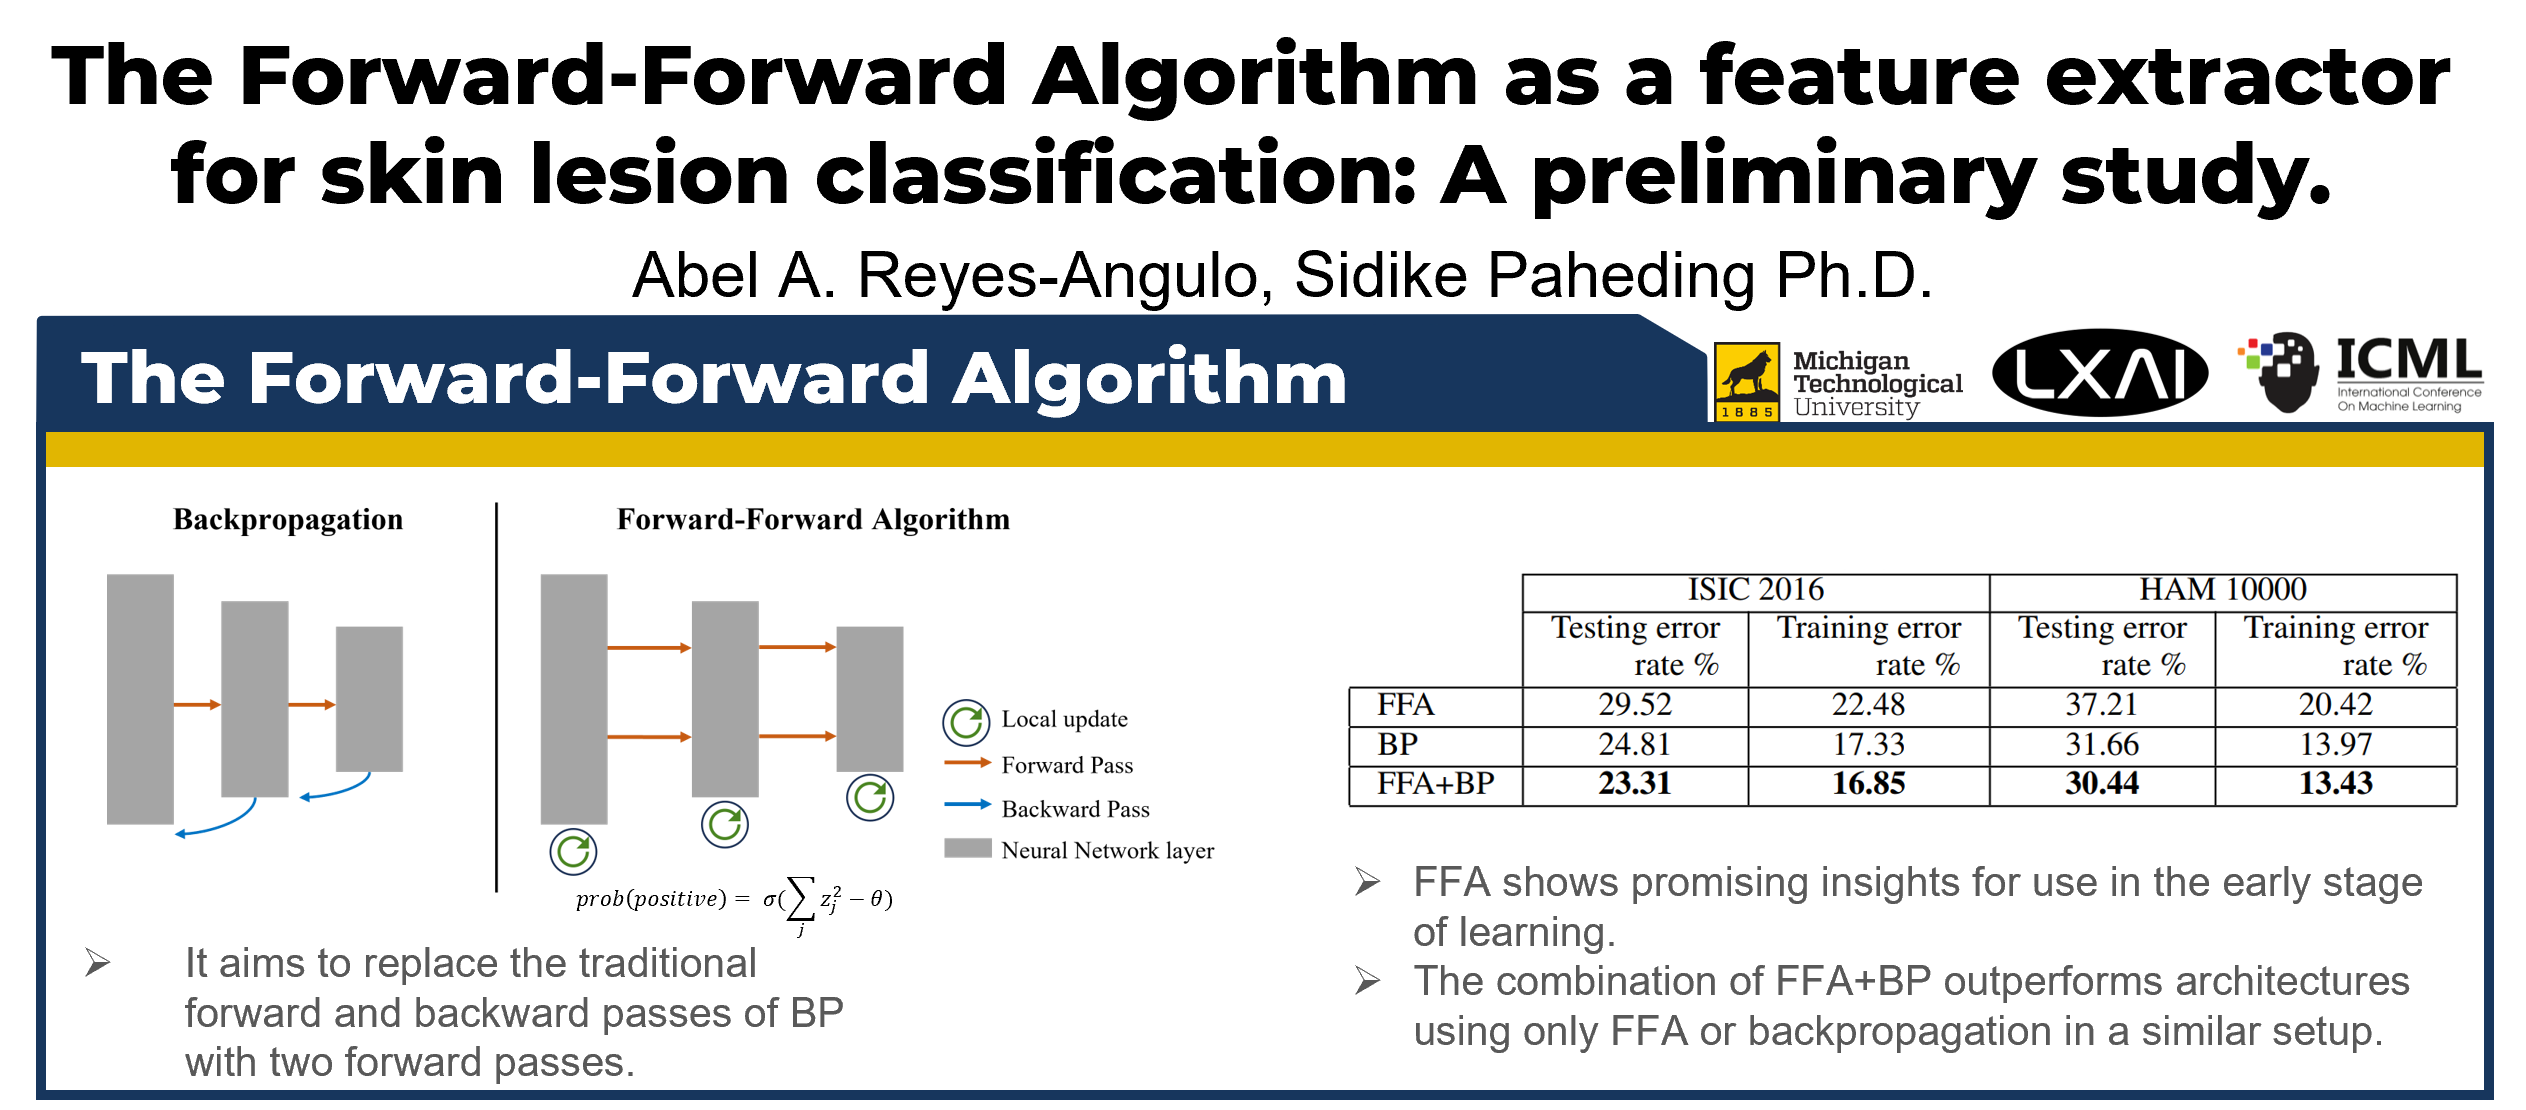 The Forward-Forward Algorithm as a feature extractor
for skin lesion classification: A preliminary study.
Abel A. Reyes-Angulo, Sidike Paheding Ph.D.
The Forward-Forward Algorithm
1885
Michigan
Technological
University
LXAI
ICML
International Conference
On Machine Learning
Backpropagation
Forward-Forward Algorithm
Local update
Forward Pass
Backward Pass
Neural Network layer
prob(positive) = σ(∑_j z_j^2 − θ)
➢ It aims to replace the traditional
forward and backward passes of BP
with two forward passes.
ISIC 2016 HAM 10000
Testing error Training error Testing error Training error
rate % rate % rate % rate %
FFA 29.52 22.48 37.21 20.42
BP 24.81 17.33 31.66 13.97
FFA+BP 23.31 16.85 30.44 13.43
➢ FFA shows promising insights for use in the early stage
of learning.
➢ The combination of FFA+BP outperforms architectures
using only FFA or backpropagation in a similar setup.